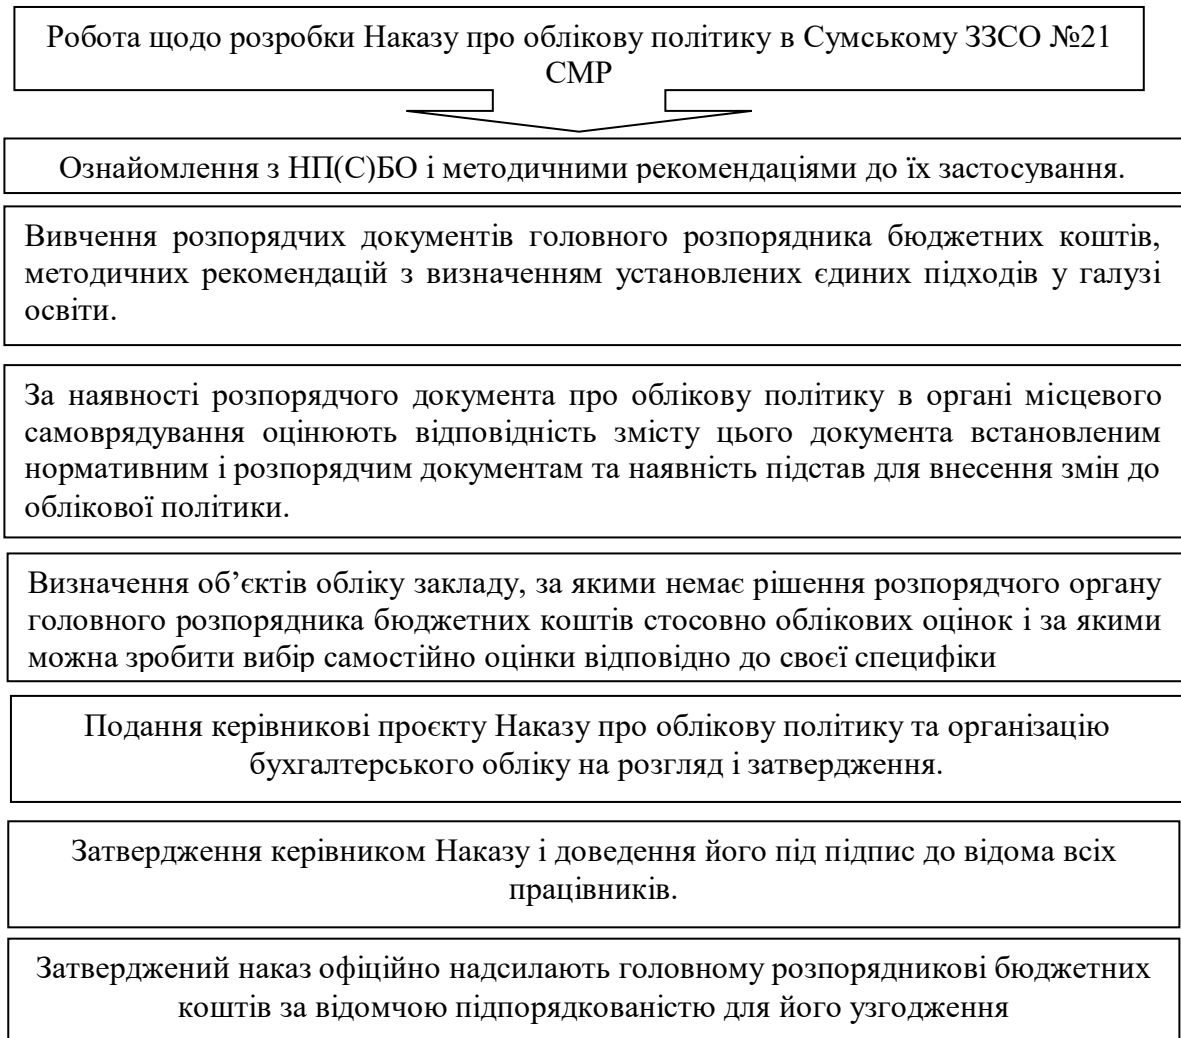 Робота щодо розробки Наказу про облікову політику в Сумському ЗЗСО №21
СМР
Ознайомлення з НП(С)БО і методичними рекомендаціями до їх застосування.
Вивчення розпорядчих документів головного розпорядника бюджетних коштів,
методичних рекомендацій з визначенням установлених єдиних підходів у галузі
освіти.
За наявності розпорядчого документа про облікову політику в органі місцевого
самоврядування оцінюють відповідність змісту цього документа встановленим
нормативним і розпорядчим документам та наявність підстав для внесення змін до
облікової політики.
Визначення об’єктів обліку закладу, за якими немає рішення розпорядчого органу
головного розпорядника бюджетних коштів стосовно облікових оцінок і за якими
можна зробити вибір самостійно оцінки відповідно до своєї специфіки
Подання керівникові проєкту Наказу про облікову політику та організацію
бухгалтерського обліку на розгляд і затвердження.
Затвердження керівником Наказу і доведення його під підпис до відома всіх
працівників.
Затверджений наказ офіційно надсилають головному розпорядникові бюджетних
коштів за відомчою підпорядкованістю для його узгодження